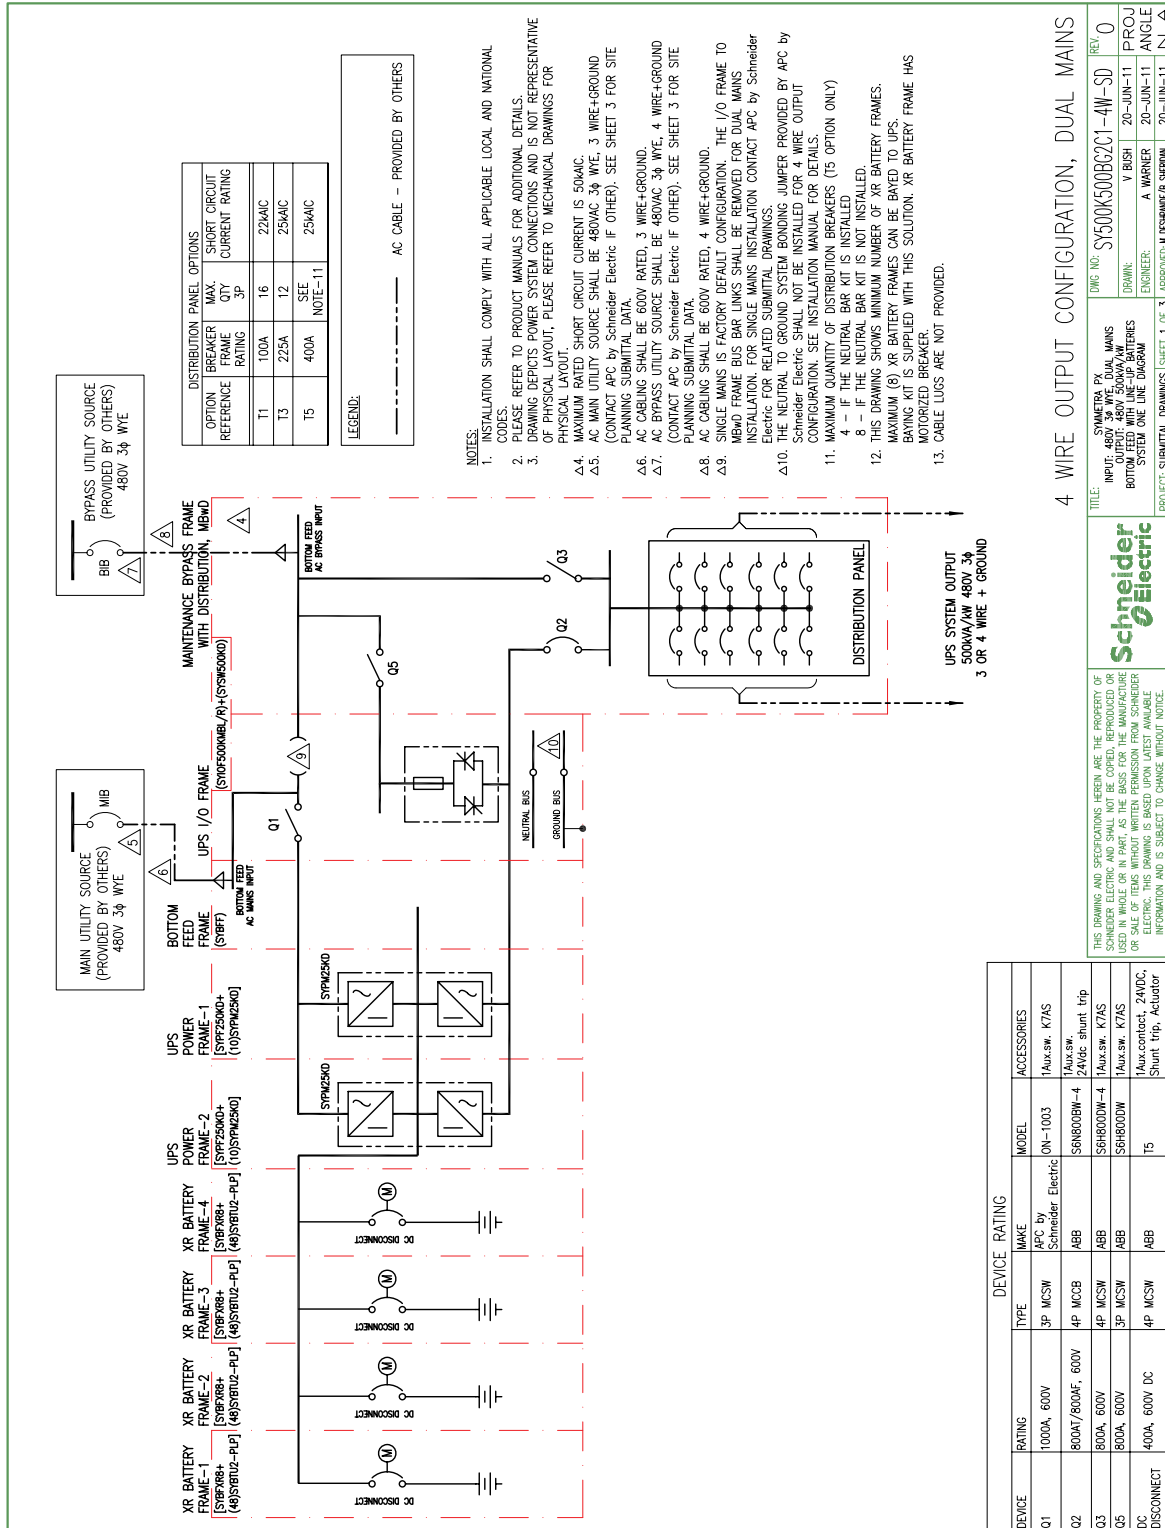 MAIN UTILITY SOURCE
(PROVIDED BY OTHERS)
480V 3ϕ WYE
MIB
5
6
BYPASS UTILITY SOURCE
(PROVIDED BY OTHERS)
480V 3ϕ WYE
BIB
7
8
4
XR BATTERY
FRAME-1
[SYBFXR8+
(48)SYBTU2-PLP]
XR BATTERY
FRAME-2
[SYBFXR8+
(48)SYBTU2-PLP]
XR BATTERY
FRAME-3
[SYBFXR8+
(48)SYBTU2-PLP]
XR BATTERY
FRAME-4
[SYBFXR8+
(48)SYBTU2-PLP]
UPS
POWER
FRAME-2
[SYPF250KD+
(10)SYPM25KD]
UPS
POWER
FRAME-1
[SYPF250KD+
(10)SYPM25KD]
BOTTOM
FEED
FRAME
(SYBFF)
UPS I/O FRAME
(SYIOF500KMBL/R)+(SYSW500KD)
MAINTENANCE BYPASS FRAME
WITH DISTRIBUTION, MBwD
BOTTOM FEED
AC MAINS INPUT
BOTTOM FEED
AC BYPASS INPUT
DC DISCONNECT
M
DC DISCONNECT
M
DC DISCONNECT
M
DC DISCONNECT
M
SYPM25KD
SYPM25KD
Q1
9
Q5
Q2
Q3
NEUTRAL BUS
GROUND BUS
10
DISTRIBUTION PANEL
UPS SYSTEM OUTPUT
500kVA/kW 480V 3ϕ
3 OR 4 WIRE + GROUND
DISTRIBUTION PANEL OPTIONS
OPTION REFERENCE BREAKER FRAME RATING MAX. QTY 3P SHORT CIRCUIT CURRENT RATING
T1 100A 16 22kAIC
T3 225A 12 25kAIC
T5 400A SEE NOTE-11 25kAIC
LEGEND:
AC CABLE - PROVIDED BY OTHERS
NOTES:
1. INSTALLATION SHALL COMPLY WITH ALL APPLICABLE LOCAL AND NATIONAL
CODES.
2. PLEASE REFER TO PRODUCT MANUALS FOR ADDITIONAL DETAILS.
3. DRAWING DEPICTS POWER SYSTEM CONNECTIONS AND IS NOT REPRESENTATIVE
OF PHYSICAL LAYOUT, PLEASE REFER TO MECHANICAL DRAWINGS FOR
PHYSICAL LAYOUT.
△4. MAXIMUM RATED SHORT CIRCUIT CURRENT IS 50kAIC.
△5. AC MAIN UTILITY SOURCE SHALL BE 480VAC 3ϕ WYE, 3 WIRE+GROUND
(CONTACT APC by Schneider Electric IF OTHER). SEE SHEET 3 FOR SITE
PLANNING SUBMITTAL DATA.
△6. AC CABLING SHALL BE 600V RATED, 3 WIRE+GROUND.
△7. AC BYPASS UTILITY SOURCE SHALL BE 480VAC 3ϕ WYE, 4 WIRE+GROUND
(CONTACT APC by Schneider Electric IF OTHER). SEE SHEET 3 FOR SITE
PLANNING SUBMITTAL DATA.
△8. AC CABLING SHALL BE 600V RATED, 4 WIRE+GROUND.
△9. SINGLE MAINS IS FACTORY DEFAULT CONFIGURATION. THE I/O FRAME TO
MBwD FRAME BUS BAR LINKS SHALL BE REMOVED FOR DUAL MAINS
INSTALLATION. FOR SINGLE MAINS INSTALLATION CONTACT APC by Schneider
Electric FOR RELATED SUBMITTAL DRAWINGS.
△10. THE NEUTRAL TO GROUND SYSTEM BONDING JUMPER PROVIDED BY APC by
Schneider Electric SHALL NOT BE INSTALLED FOR 4 WIRE OUTPUT
CONFIGURATION. SEE INSTALLATION MANUAL FOR DETAILS.
11. MAXIMUM QUANTITY OF DISTRIBUTION BREAKERS (T5 OPTION ONLY)
4 - IF THE NEUTRAL BAR KIT IS INSTALLED
8 - IF THE NEUTRAL BAR KIT IS NOT INSTALLED.
12. THIS DRAWING SHOWS MINIMUM NUMBER OF XR BATTERY FRAMES.
MAXIMUM (8) XR BATTERY FRAMES CAN BE BAYED TO UPS.
BAYING KIT IS SUPPLIED WITH THIS SOLUTION. XR BATTERY FRAME HAS
MOTORIZED BREAKER.
13. CABLE LUGS ARE NOT PROVIDED.
4 WIRE OUTPUT CONFIGURATION, DUAL MAINS
DEVICE RATING
DEVICE RATING TYPE MAKE MODEL ACCESSORIES
Q1 1000A, 600V 3P MCSW APC by Schneider Electric ON-1003 1Aux.sw. K7AS
Q2 800AT/800AF, 600V 4P MCCB ABB S6N800BW-4 1Aux.sw. 24Vdc shunt trip
Q3 800A, 600V 4P MCSW ABB S6H800DW-4 1Aux.sw. K7AS
Q5 800A, 600V 3P MCSW ABB S6H800DW 1Aux.sw. K7AS
DC DISCONNECT 400A, 600V DC 4P MCSW ABB T5 1Aux.contact, 24VDC, Shunt trip, Actuator
THIS DRAWING AND SPECIFICATIONS HEREIN ARE THE PROPERTY OF
SCHNEIDER ELECTRIC AND SHALL NOT BE COPIED, REPRODUCED OR
USED IN WHOLE OR IN PART, AS THE BASIS FOR THE MANUFACTURE
OR SALE OF ITEMS WITHOUT WRITTEN PERMISSION FROM SCHNEIDER
ELECTRIC. THIS DRAWING IS BASED UPON LATEST AVAILABLE
INFORMATION AND IS SUBJECT TO CHANGE WITHOUT NOTICE.
Schneider
Electric
TITLE: SYMMETRA PX
INPUT: 480V 3ϕ WYE, DUAL MAINS
OUTPUT: 480V 500kVA/kW
BOTTOM FEED WITH LINE-UP BATTERIES
SYSTEM ONE LINE DIAGRAM
PROJECT: SUBMITTAL DRAWINGS SHEET 1 OF 3
DWG NO: SY500K500BG2C1-4W-SD
REV. 0
DRAWN: V BUSH 20-JUN-11
ENGINEER: A WARNER 20-JUN-11
APPROVED: 20-JUN-11
PROJ
ANGLE